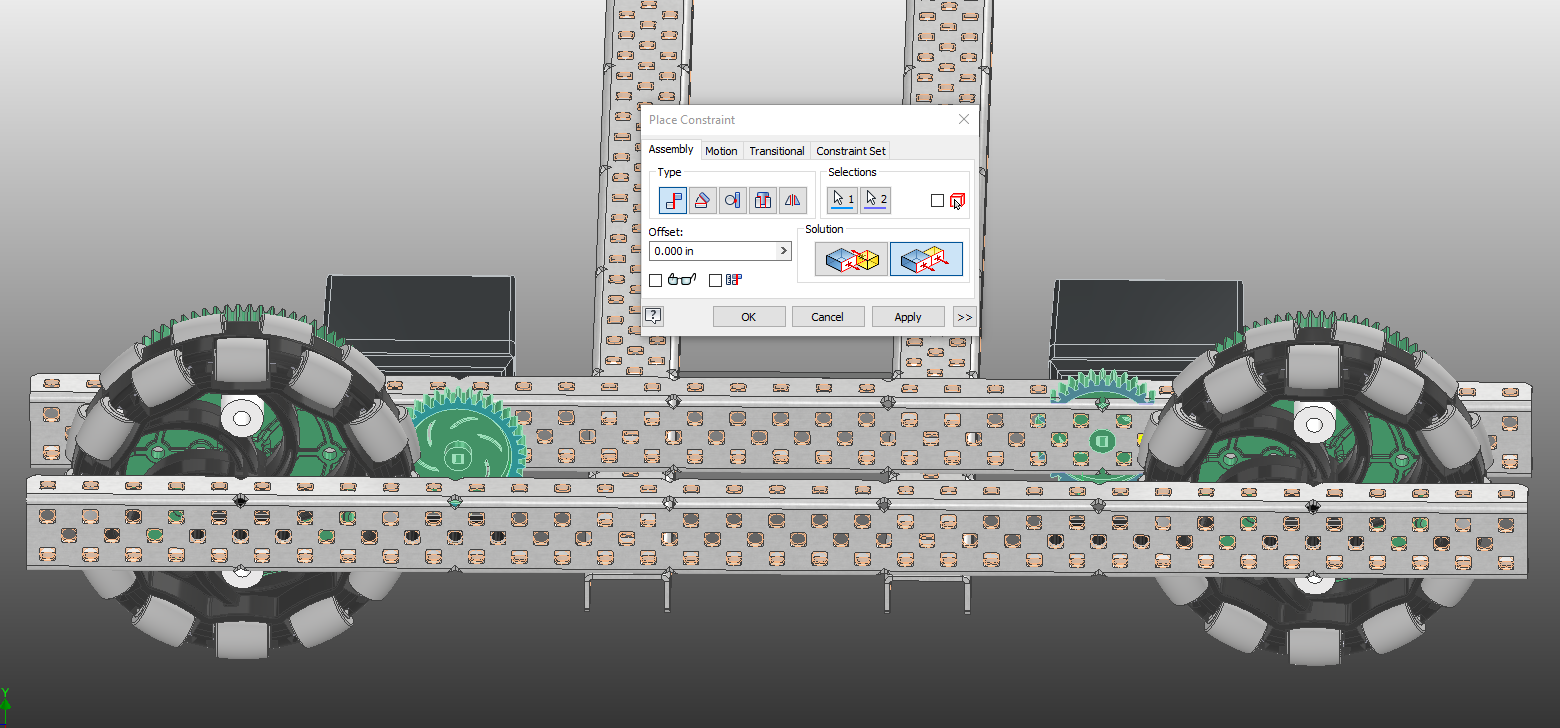 Place Constraint
Assembly Motion Transitional Constraint Set
Type Selections
1 2
Offset: Solution
0.000 in >
? OK Cancel Apply >>
Y